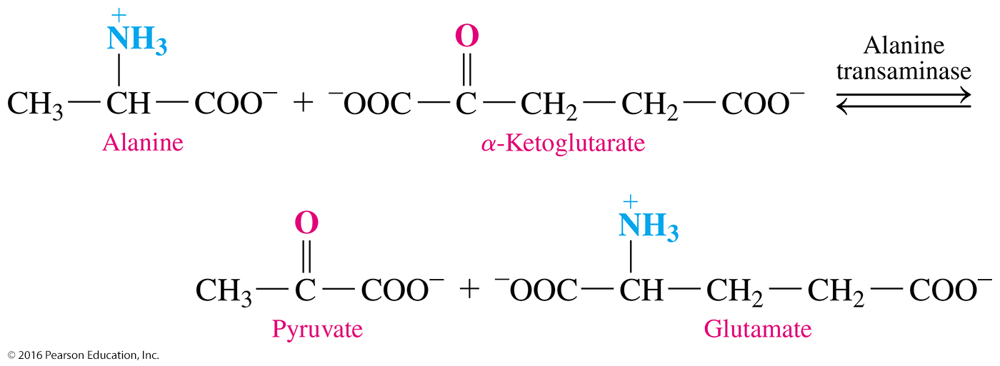 +
NH₃
O
Alanine
transaminase
CH₃—CH—COO⁻ + ⁻OOC—C—CH₂—CH₂—COO⁻
Alanine
α-Ketoglutarate
+
NH₃
O
CH₃—C—COO⁻ + ⁻OOC—CH—CH₂—CH₂—COO⁻
Pyruvate
Glutamate
© 2016 Pearson Education, Inc.